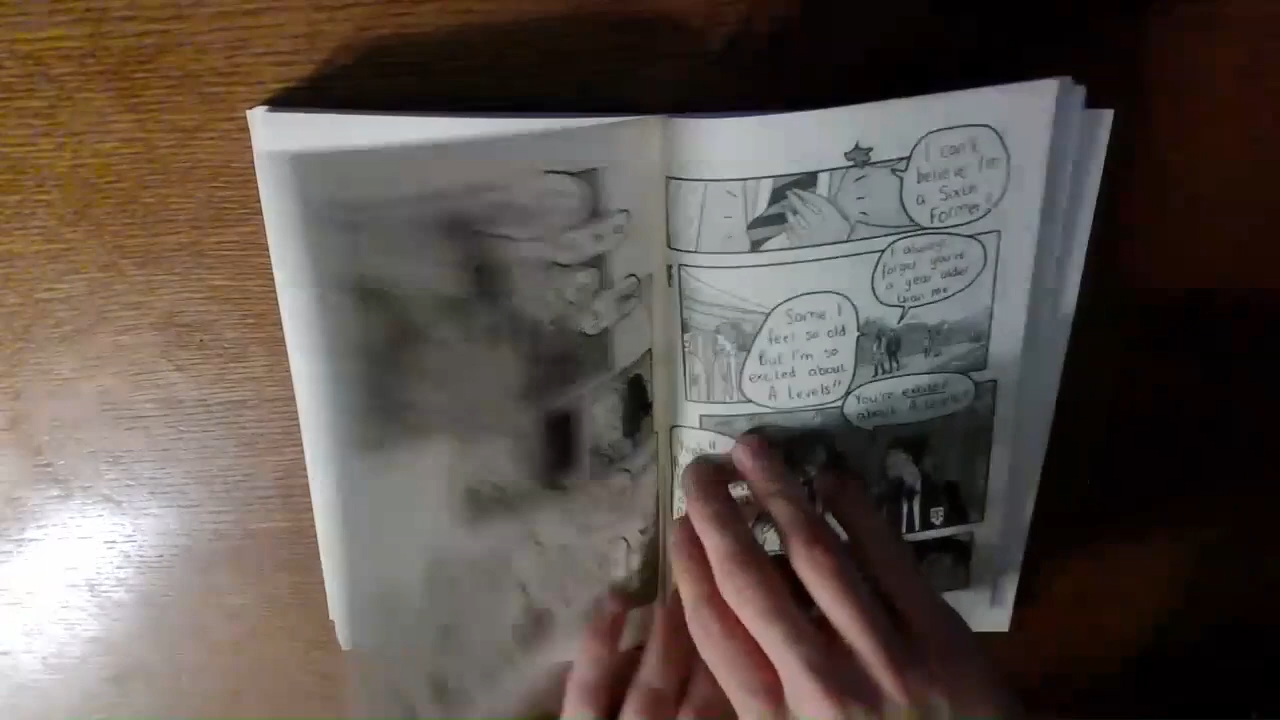 I can't
believe I'm
a Sixth
Former!!
I always
forget you're
a year older
than me
Same. I
feel so old
but I'm so
excited about
A Levels!!
You're excited
about A Levels?!
Yeah!!